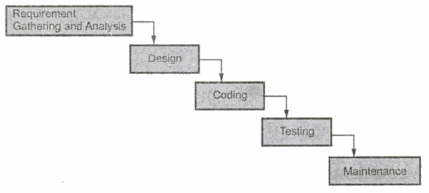 Requirement
Gathering and Analysis
Design
Coding
Testing
Maintenance